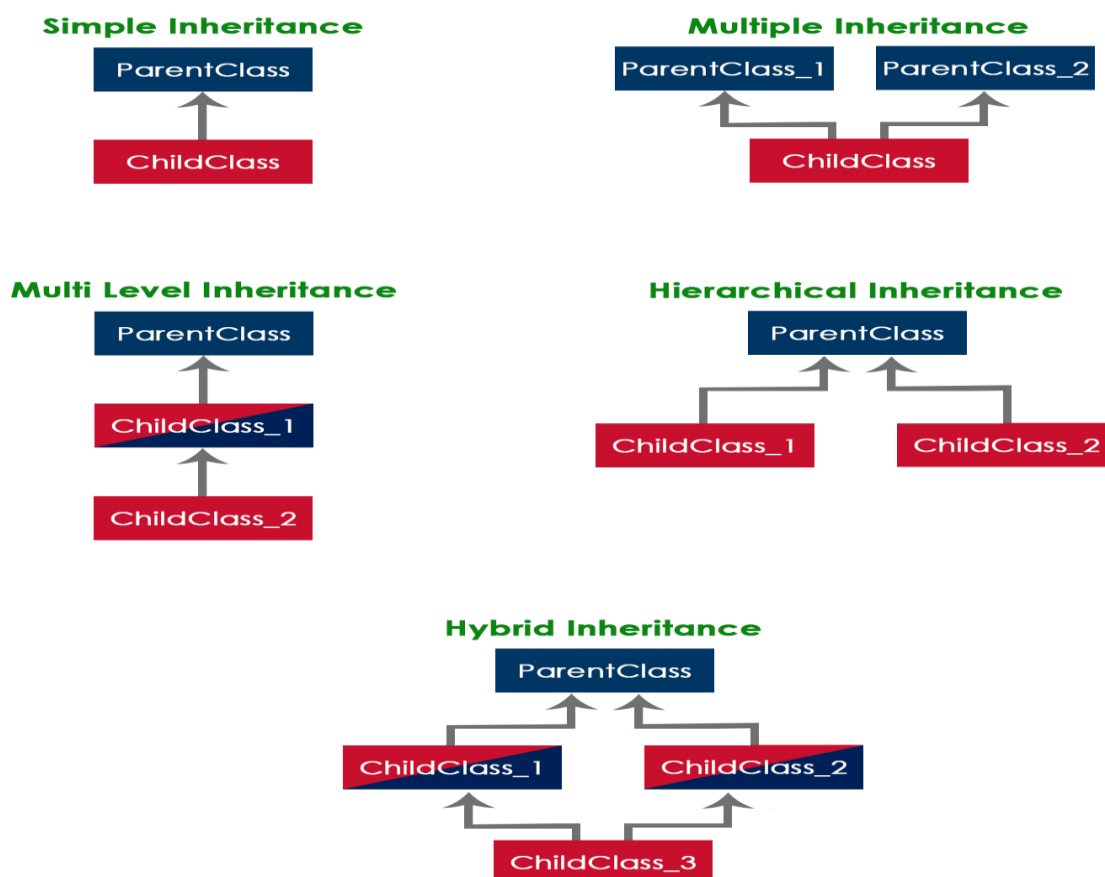 Simple Inheritance
ParentClass
ChildClass
Multiple Inheritance
ParentClass_1 ParentClass_2
ChildClass
Multi Level Inheritance
ParentClass
ChildClass_1
ChildClass_2
Hierarchical Inheritance
ParentClass
ChildClass_1 ChildClass_2
Hybrid Inheritance
ParentClass
ChildClass_1 ChildClass_2
ChildClass_3